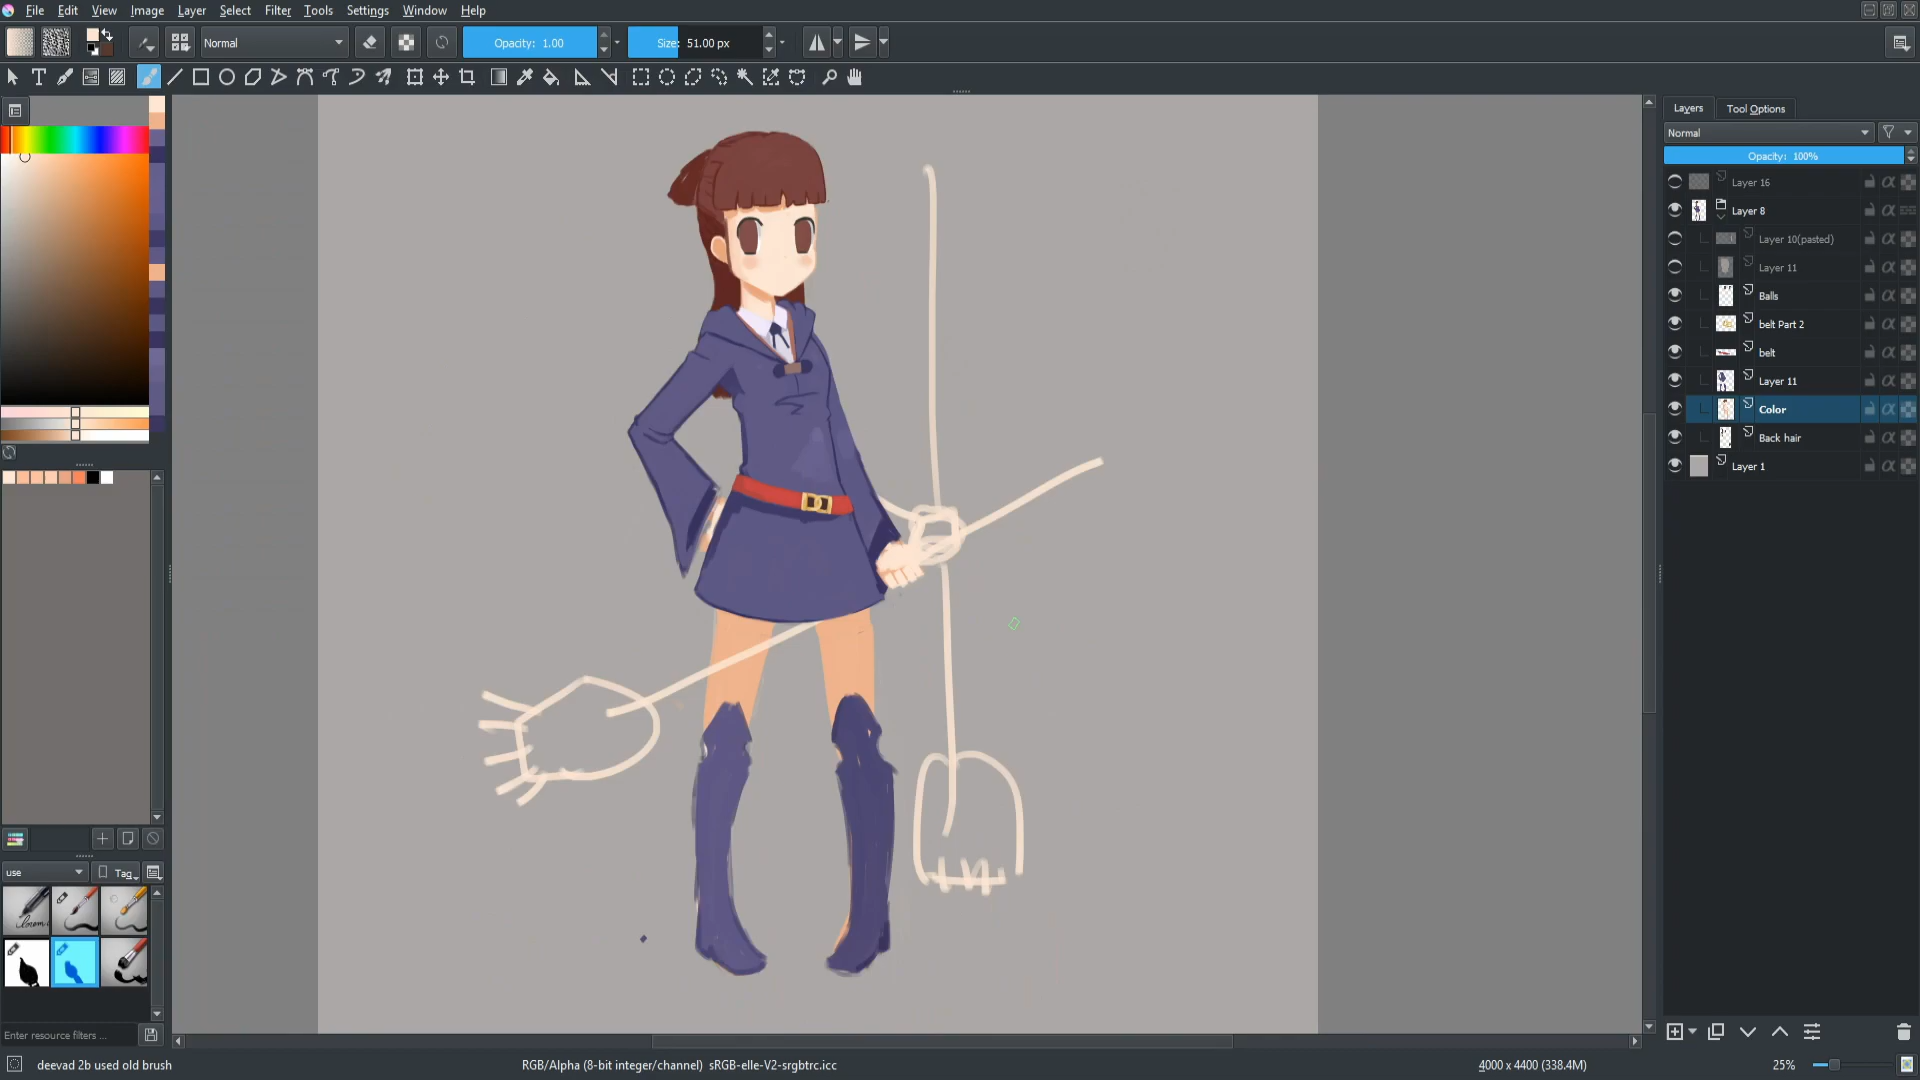 File Edit View Image Layer Select Filter Tools Settings Window Help
Normal
Opacity: 1.00
Size: 51.00 px
Layers Tool Options
Normal
Opacity: 100%
Layer 16
Layer 8
Layer 10(pasted)
Layer 11
Balls
belt Part 2
belt
Layer 11
Color
Back hair
Layer 1
use
Tag
Enter resource filters ...
deevad 2b used old brush
RGB/Alpha (8-bit integer/channel) sRGB-elle-V2-srgbtrc.icc
4000 x 4400 (338.4M)
25%